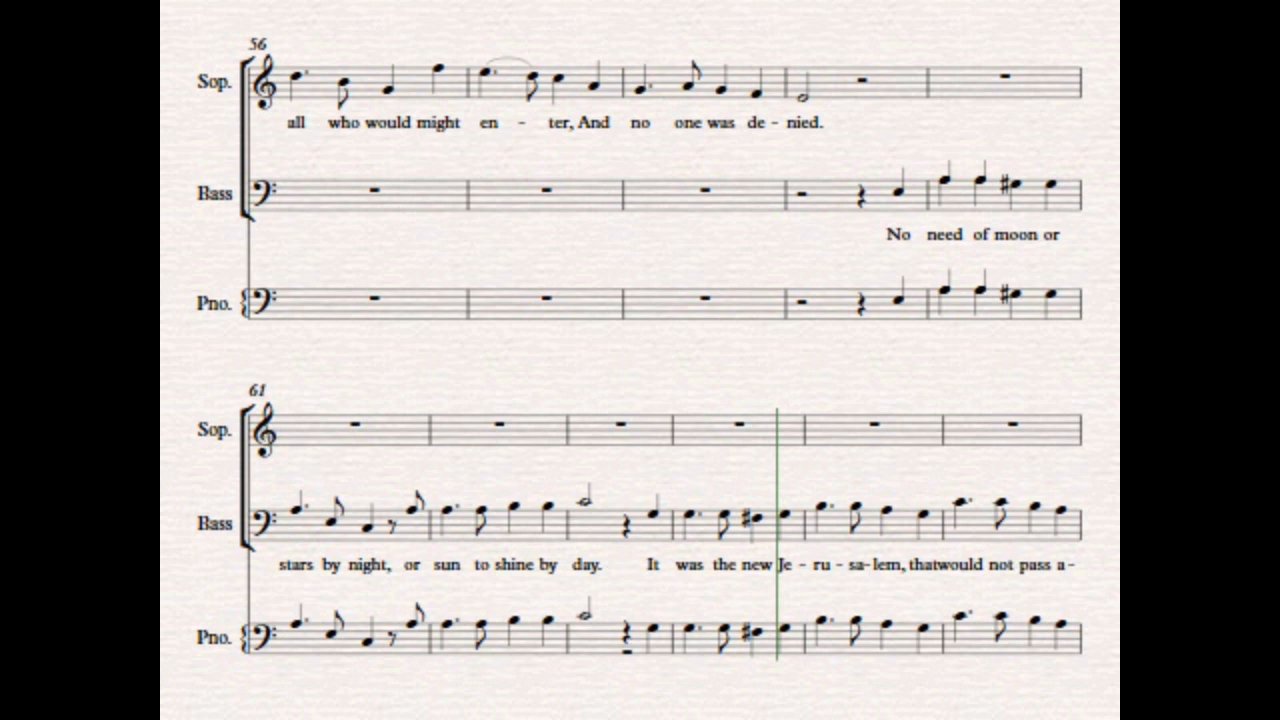 56
Sop.
all who would might en - ter, And no one was de - nied.
Bass
No need of moon or
Pno.
61
Sop.
Bass
stars by night, or sun to shine by day. It was the new Je - ru - sa - lem, thatwould not pass a -
Pno.